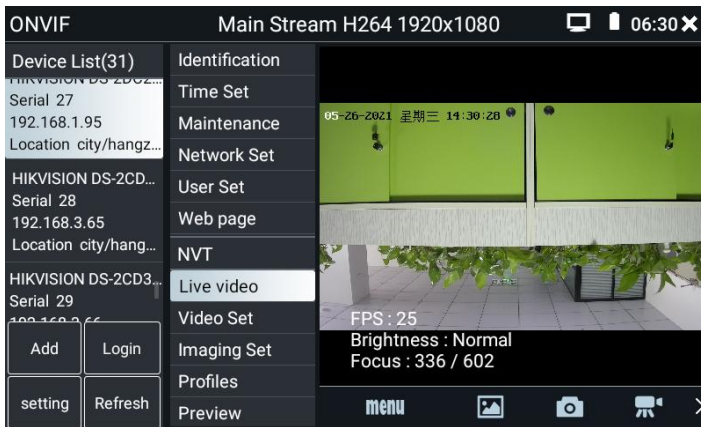 ONVIF
Main Stream H264 1920x1080
06:30
Device List(31)
HIKVISION DS-2DC2...
Serial 27
192.168.1.95
Location city/hangz...
HIKVISION DS-2CD...
Serial 28
192.168.3.65
Location city/hang...
HIKVISION DS-2CD3...
Serial 29
Add
Login
setting
Refresh
Identification
Time Set
Maintenance
Network Set
User Set
Web page
NVT
Live video
Video Set
Imaging Set
Profiles
Preview
05-26-2021 星期三 14:30:28
FPS : 25
Brightness : Normal
Focus : 336 / 602
menu